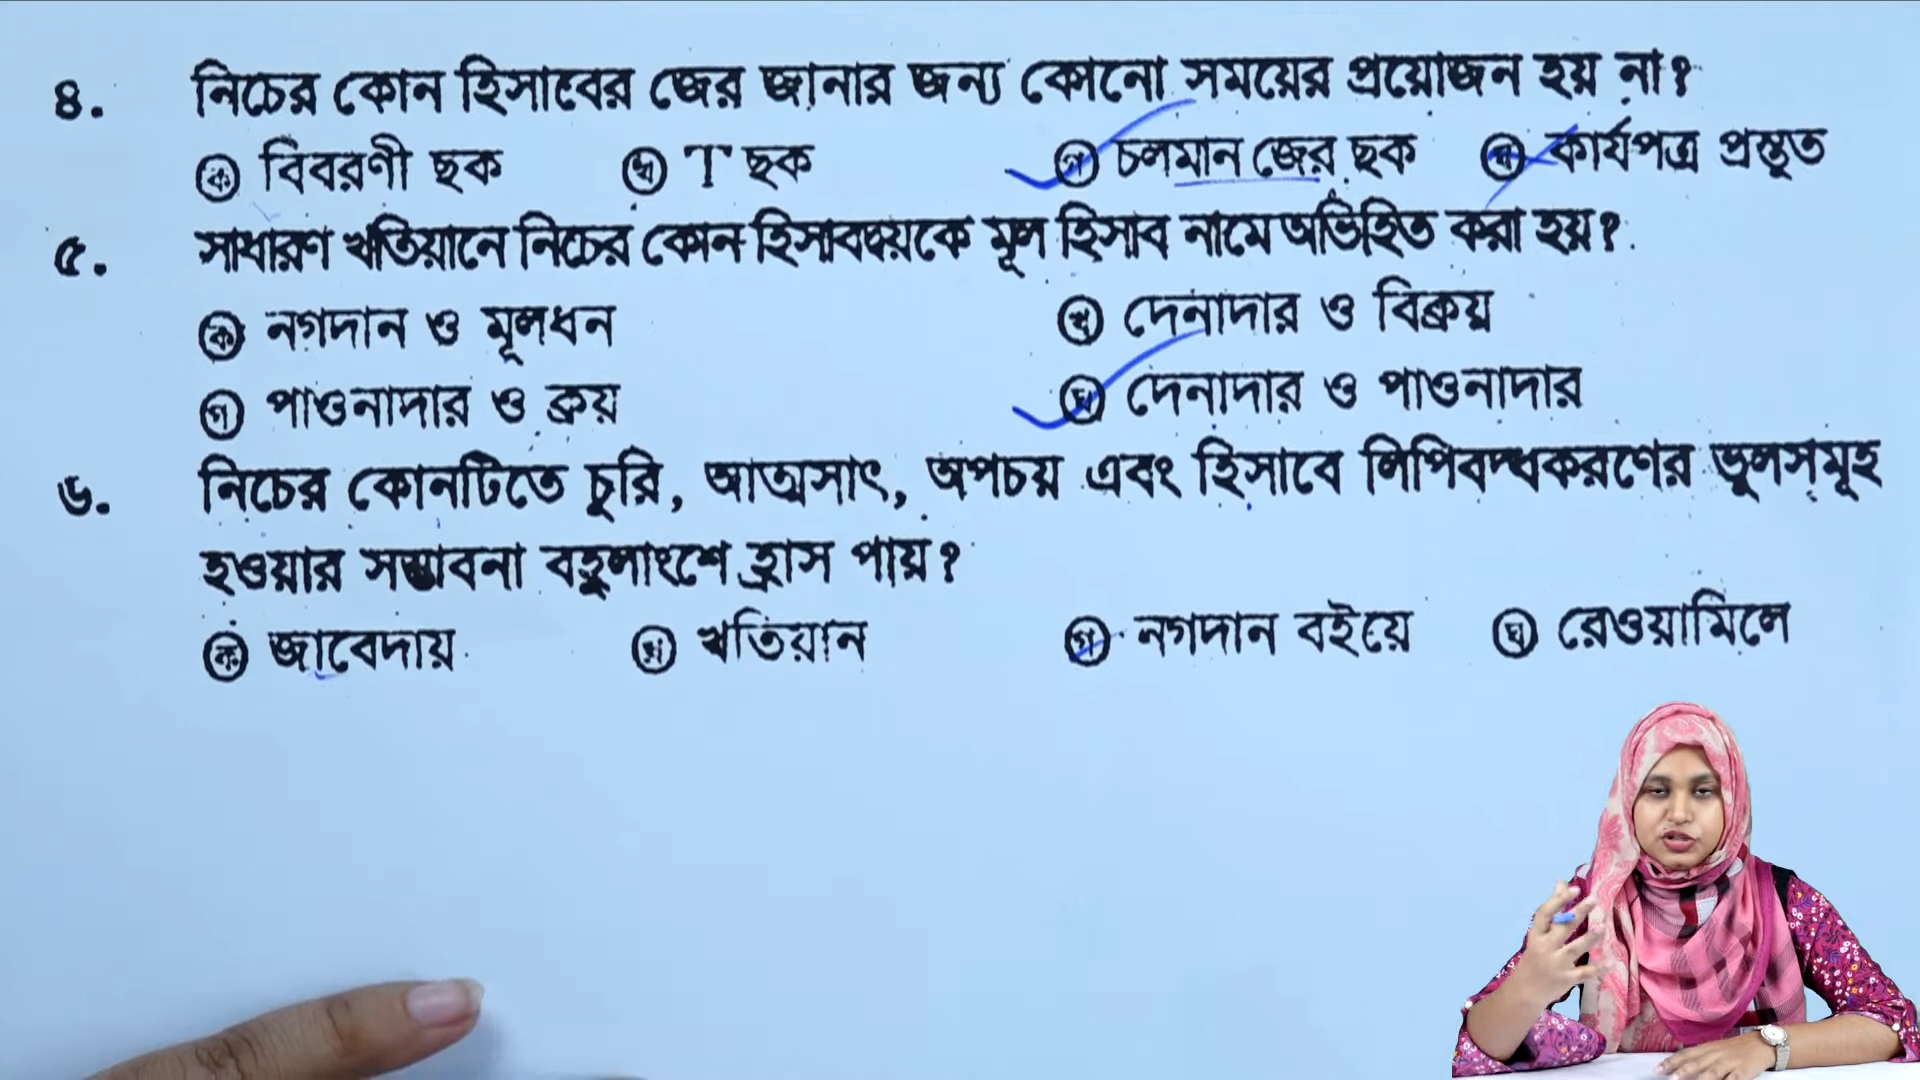 ৪. নিচের কোন হিসাবের জের জানার জন্য কোনো সময়ের প্রয়োজন হয় না?
ক বিবরণী ছক খ T ছক গ চলমান জের ছক ঘ কার্যপত্র প্রস্তুত
৫. সাধারণ খতিয়ানে নিচের কোন হিসাবদ্বয়কে মূল হিসাব নামে অভিহিত করা হয়?
ক নগদান ও মূলধন খ দেনাদার ও বিক্রয়
গ পাওনাদার ও ক্রয় ঘ দেনাদার ও পাওনাদার
৬. নিচের কোনটিতে চুরি, আত্মসাৎ, অপচয় এবং হিসাবে লিপিবদ্ধকরণের ভুলসমূহ
হওয়ার সম্ভাবনা বহুলাংশে হ্রাস পায়?
ক জাবেদায় খ খতিয়ান গ নগদান বইয়ে ঘ রেওয়ামিলে